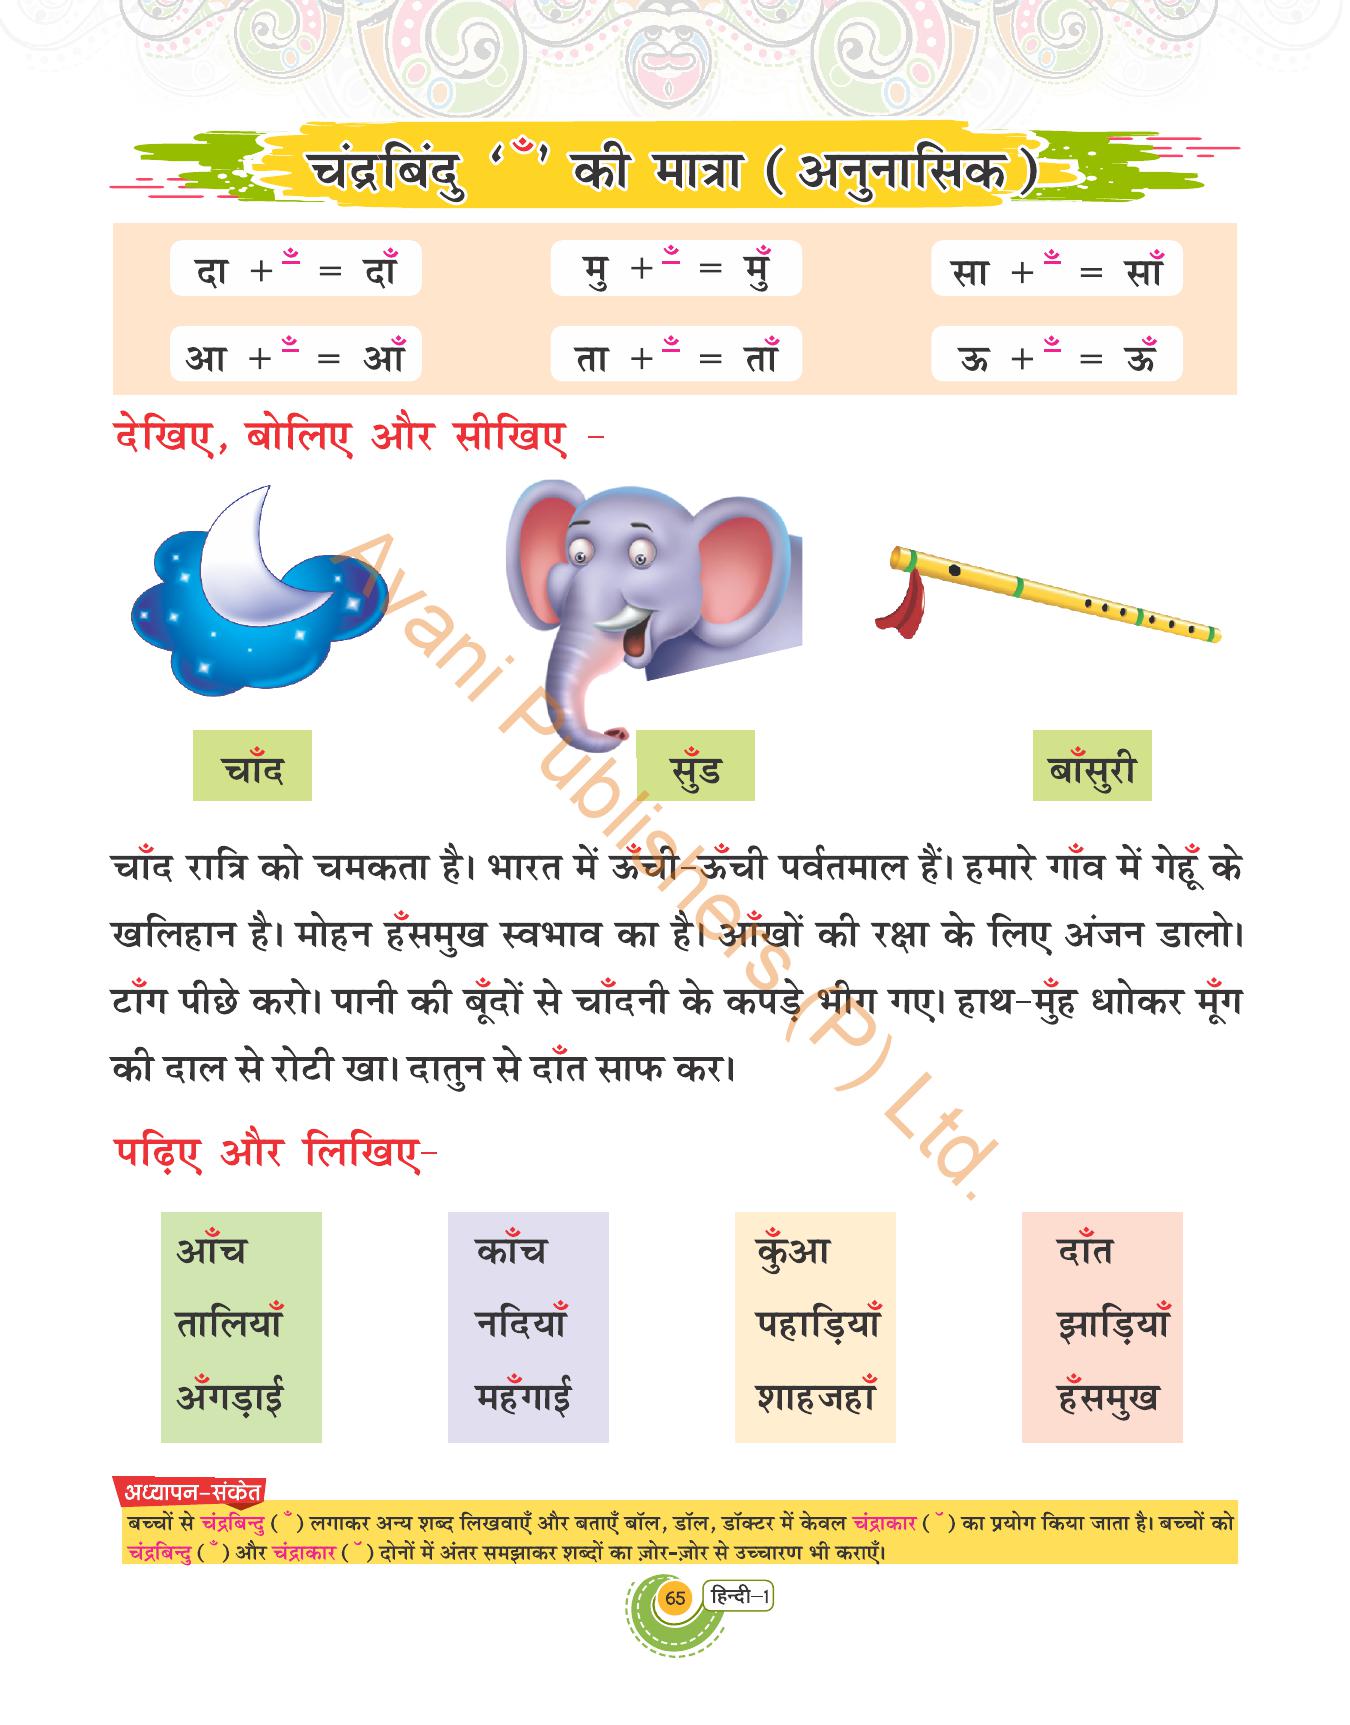 चंद्रबिंदु ‘ँ’ की मात्रा (अनुनासिक)
दा + ँ = दाँ
मु + ँ = मुँ
सा + ँ = साँ
आ + ँ = आँ
ता + ँ = ताँ
ऊ + ँ = ऊँ
देखिए, बोलिए और सीखिए -
चाँद
सुँड
बाँसुरी
चाँद रात्रि को चमकता है। भारत में ऊँची-ऊँची पर्वतमाल हैं। हमारे गाँव में गेहूँ के
खलिहान है। मोहन हँसमुख स्वभाव का है। आँखों की रक्षा के लिए अंजन डालो।
टाँग पीछे करो। पानी की बूँदों से चाँदनी के कपड़े भीग गए। हाथ-मुँह धाोकर मूँग
की दाल से रोटी खा। दातुन से दाँत साफ कर।
Avani Publishers (P) Ltd.
पढ़िए और लिखिए-
आँच
तालियाँ
अँगड़ाई
काँच
नदियाँ
महँगाई
कुँआ
पहाड़ियाँ
शाहजहाँ
दाँत
झाड़ियाँ
हँसमुख
अध्यापन-संकेत
बच्चों से चंद्रबिन्दु (ँ) लगाकर अन्य शब्द लिखवाएँ और बताएँ बॉल, डॉल, डॉक्टर में केवल चंद्राकार (ॅ) का प्रयोग किया जाता है। बच्चों को
चंद्रबिन्दु (ँ) और चंद्राकार (ॅ) दोनों में अंतर समझाकर शब्दों का ज़ोर-ज़ोर से उच्चारण भी कराएँ।
65 हिन्दी-1